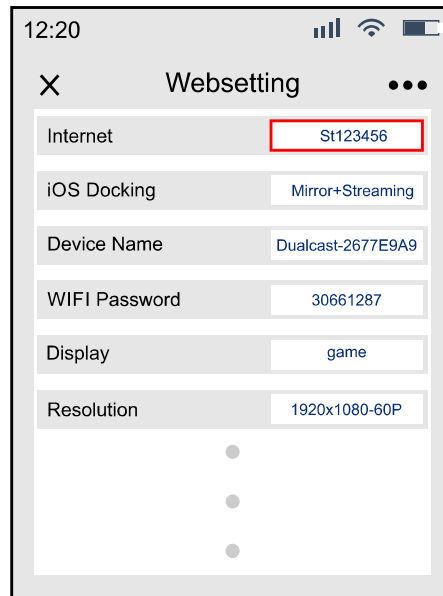 12:20
Websetting
Internet St123456
iOS Docking Mirror+Streaming
Device Name Dualcast-2677E9A9
WIFI Password 30661287
Display game
Resolution 1920x1080-60P